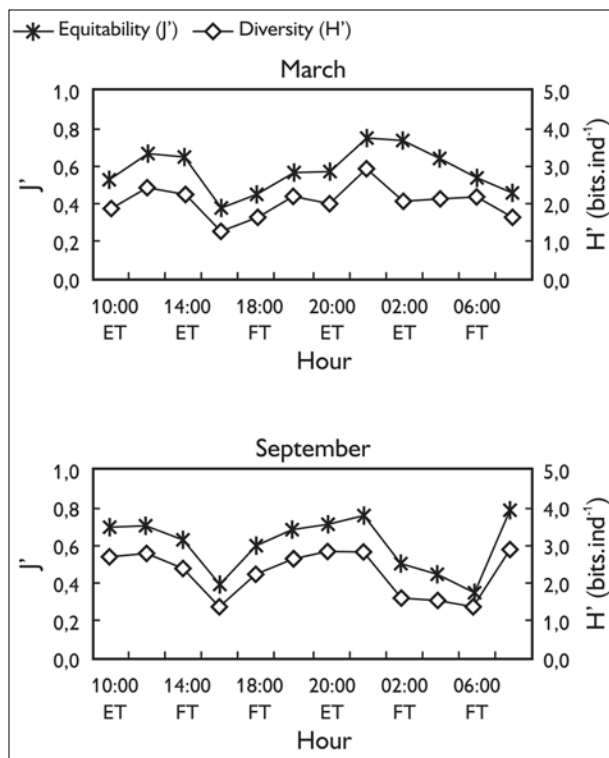 Equitability (J’) Diversity (H’)
March
1,0 5,0
0,8 4,0
0,6 3,0
0,4 2,0
0,2 1,0
0,0 0,0
J’
H’ (bits.ind⁻¹)
10:00 14:00 18:00 20:00 02:00 06:00
ET ET FT ET ET FT
Hour
September
1,0 5,0
0,8 4,0
0,6 3,0
0,4 2,0
0,2 1,0
0,0 0,0
J’
H’ (bits.ind⁻¹)
10:00 14:00 18:00 20:00 02:00 06:00
ET FT FT ET FT FT
Hour